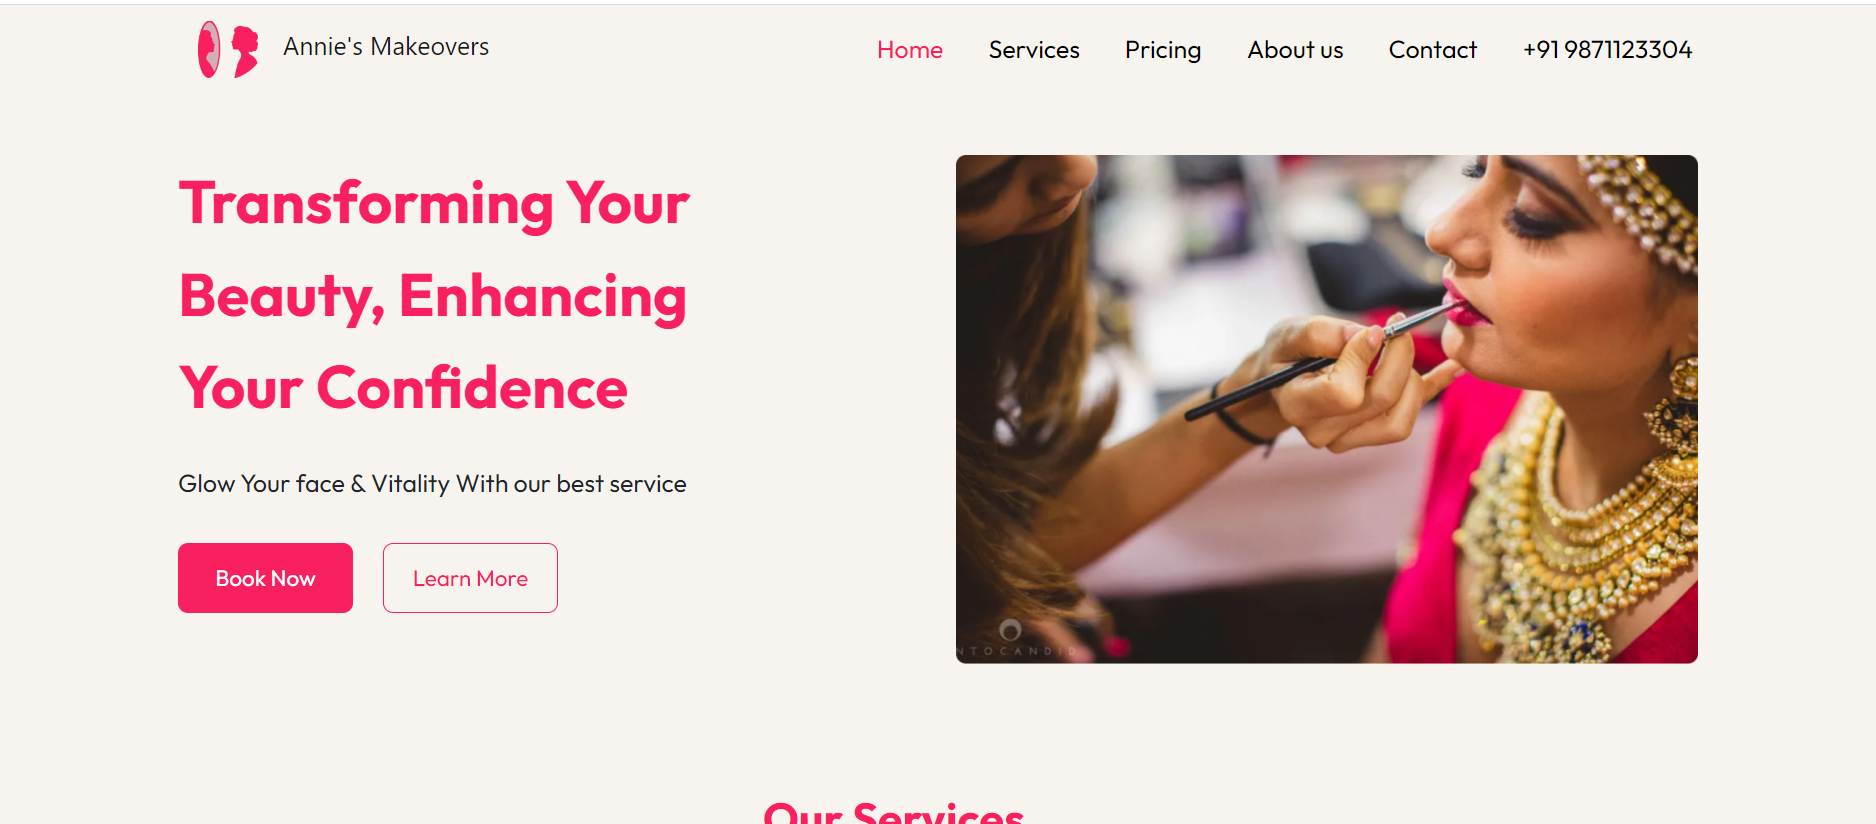 Annie's Makeovers
Home Services Pricing About us Contact +91 9871123304
Transforming Your
Beauty, Enhancing
Your Confidence
Glow Your face & Vitality With our best service
Book Now Learn More
NTOCANDID
Our Services